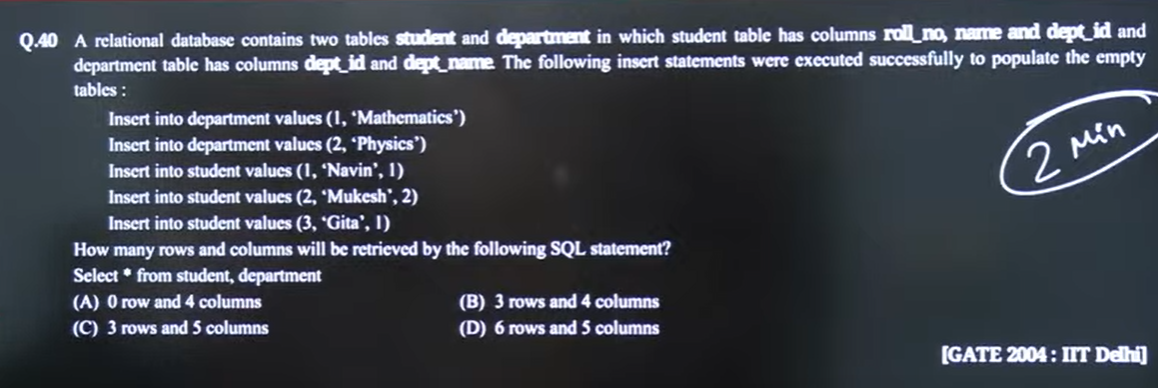 Q.40 A relational database contains two tables student and department in which student table has columns roll_no, name and dept_id and
department table has columns dept_id and dept_name. The following insert statements were executed successfully to populate the empty
tables :
Insert into department values (1, ‘Mathematics’)
Insert into department values (2, ‘Physics’)
Insert into student values (1, ‘Navin’, 1)
Insert into student values (2, ‘Mukesh’, 2)
Insert into student values (3, ‘Gita’, 1)
2 Min
How many rows and columns will be retrieved by the following SQL statement?
Select * from student, department
(A) 0 row and 4 columns (B) 3 rows and 4 columns
(C) 3 rows and 5 columns (D) 6 rows and 5 columns
[GATE 2004 : IIT Delhi]